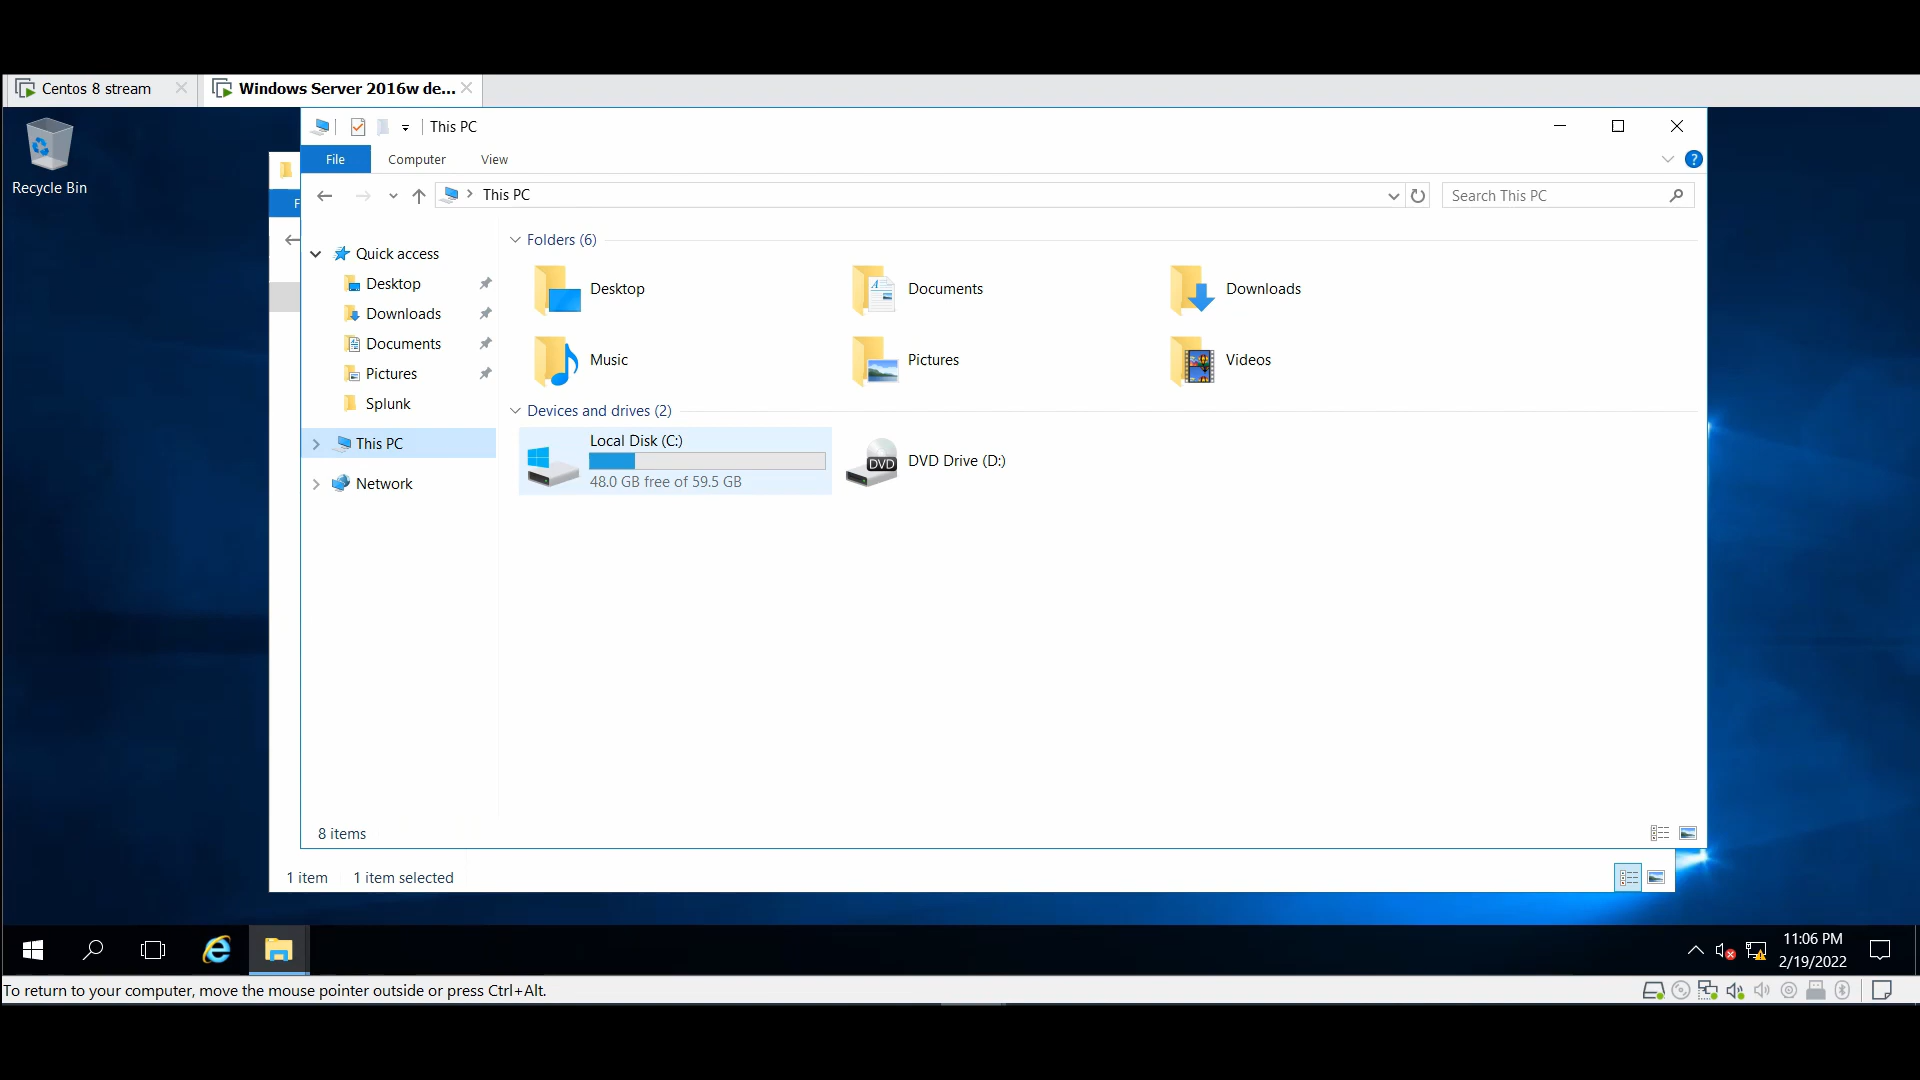 Centos 8 stream
Windows Server 2016w de...
Recycle Bin
This PC
File
Computer
View
F
This PC
Search This PC
Quick access
Desktop
Downloads
Documents
Pictures
Splunk
This PC
Network
Folders (6)
Desktop
Documents
Downloads
Music
Pictures
Videos
Devices and drives (2)
Local Disk (C:)
48.0 GB free of 59.5 GB
DVD
DVD Drive (D:)
8 items
1 item
1 item selected
11:06 PM
2/19/2022
To return to your computer, move the mouse pointer outside or press Ctrl+Alt.